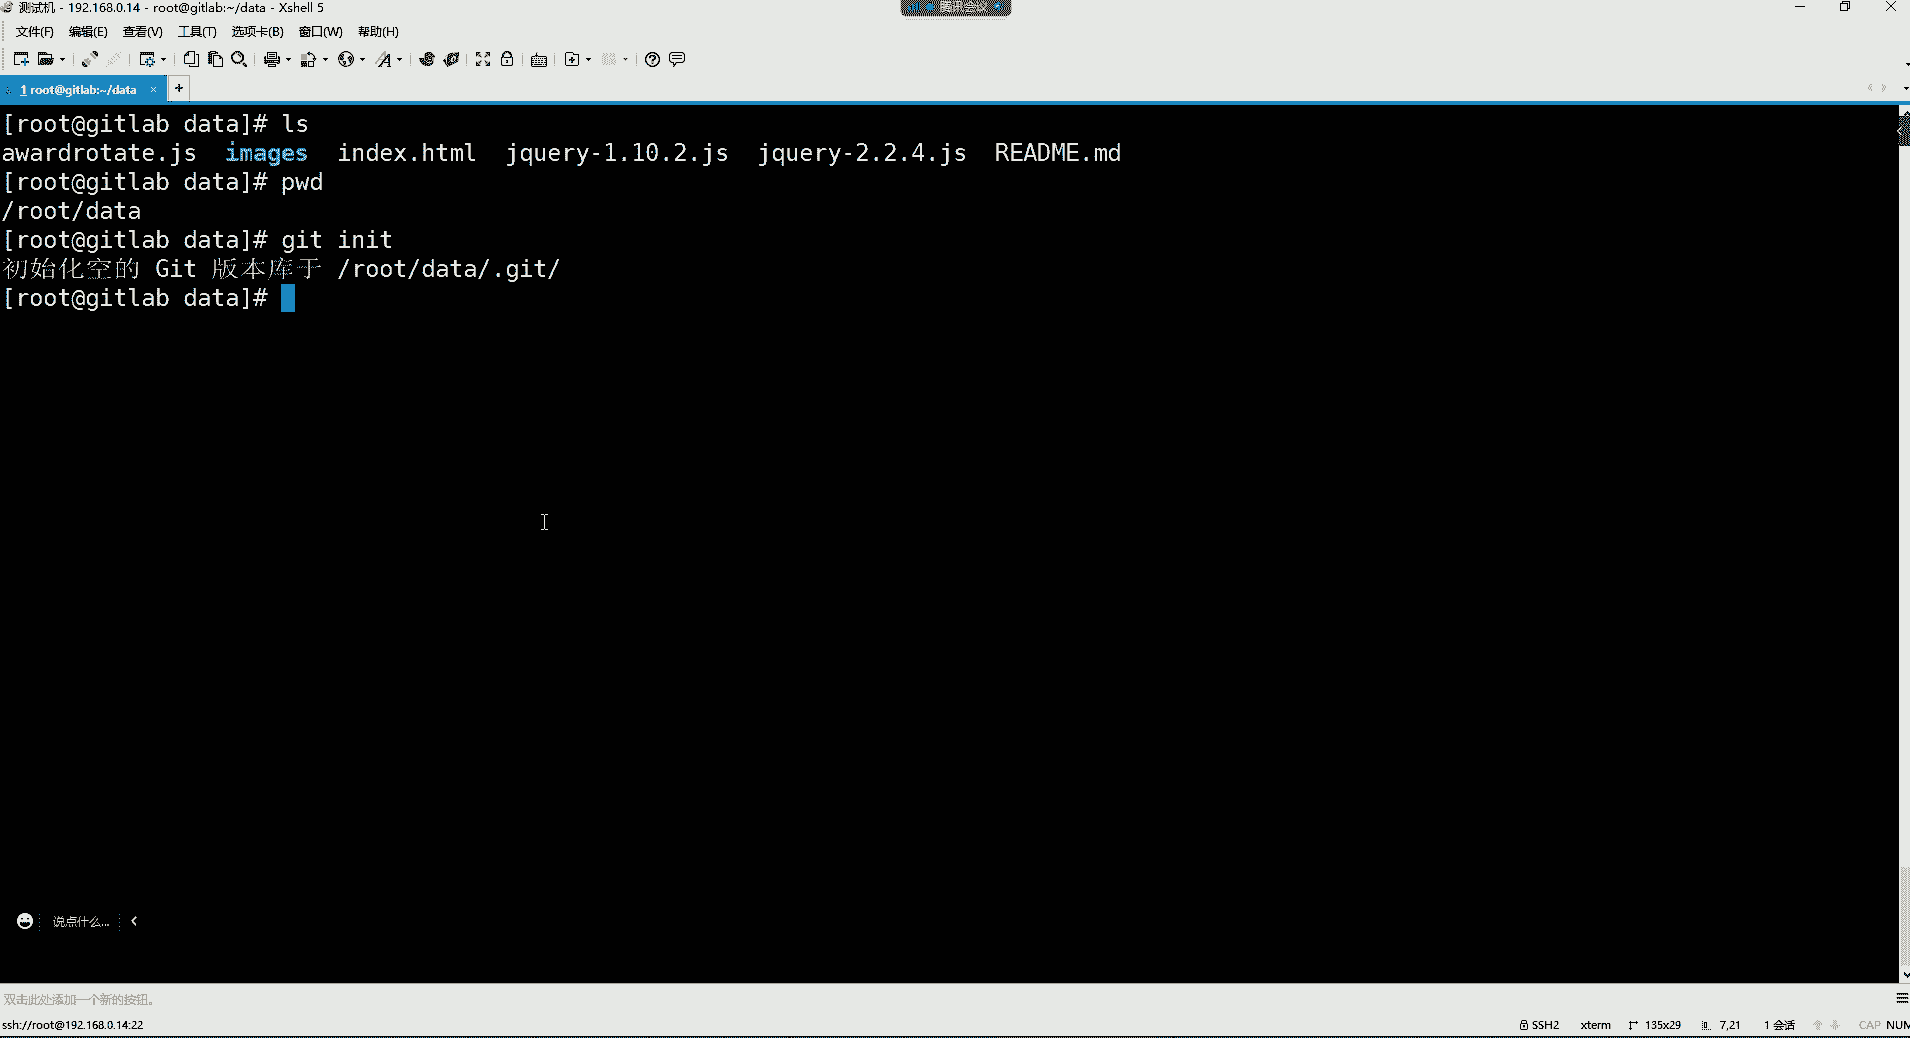 测试机 - 192.168.0.14 - root@gitlab:~/data - Xshell 5
腾讯会议
文件(F) 编辑(E) 查看(V) 工具(T) 选项卡(B) 窗口(W) 帮助(H)
1 root@gitlab:~/data × +
[root@gitlab data]# ls
awardrotate.js images index.html jquery-1.10.2.js jquery-2.2.4.js README.md
[root@gitlab data]# pwd
/root/data
[root@gitlab data]# git init
初始化空的 Git 版本库于 /root/data/.git/
[root@gitlab data]#
说点什么...
双击此处添加一个新的按钮。
ssh://root@192.168.0.14:22 SSH2 xterm 135x29 7,21 1 会话 CAP NUM